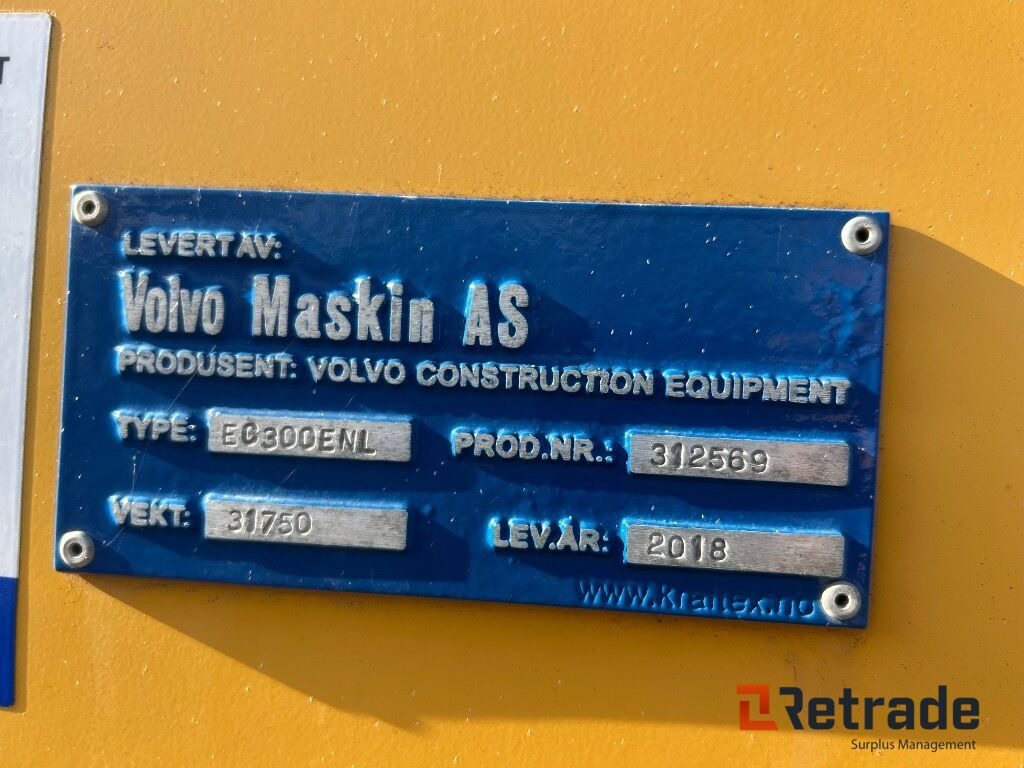 T
LEVERT AV:
Volvo Maskin AS
PRODUSENT: VOLVO CONSTRUCTION EQUIPMENT
TYPE: EC300ENL PROD.NR.: 312569
VEKT: 31750 LEV.ÅR: 2018
www.kraftex.no
Retrade
Surplus Management